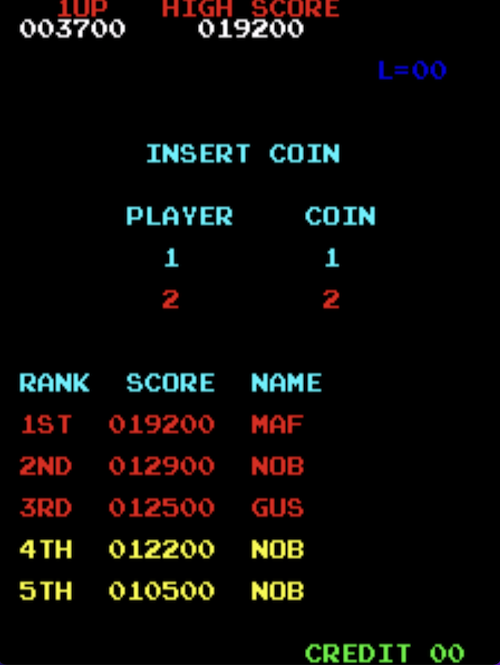 1UP HIGH SCORE
003700 019200
L=00
INSERT COIN
PLAYER COIN
1 1
2 2
RANK SCORE NAME
1ST 019200 MAF
2ND 012900 NOB
3RD 012500 GUS
4TH 012200 NOB
5TH 010500 NOB
CREDIT 00